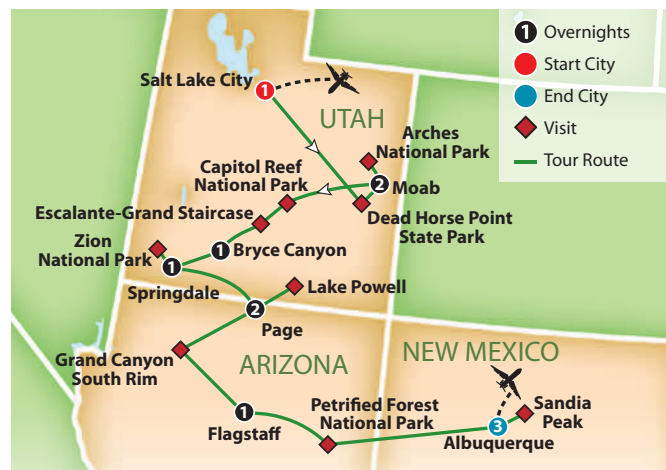 1 Overnights
1 Start City
1 End City
Visit
Tour Route
Salt Lake City
1
UTAH
Arches
National Park
Capitol Reef
National Park
2
Moab
Escalante-Grand Staircase
Dead Horse Point
State Park
Zion
National Park
1
Bryce Canyon
1
Springdale
Lake Powell
2
Page
Grand Canyon
South Rim
ARIZONA
NEW MEXICO
1
Flagstaff
Petrified Forest
National Park
3
Albuquerque
Sandia
Peak